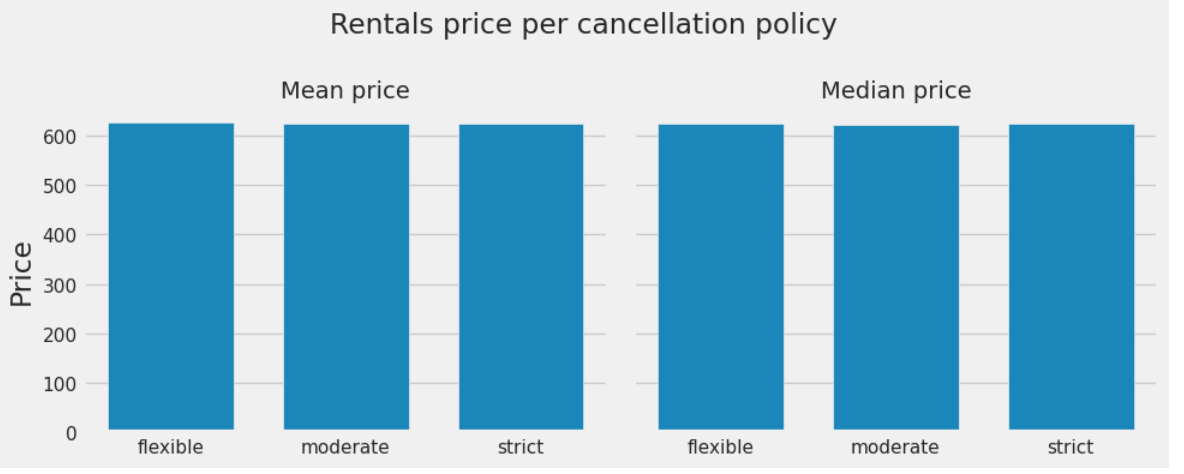 Rentals price per cancellation policy
Mean price
Median price
Price
600
500
400
300
200
100
0
flexible moderate strict
flexible moderate strict